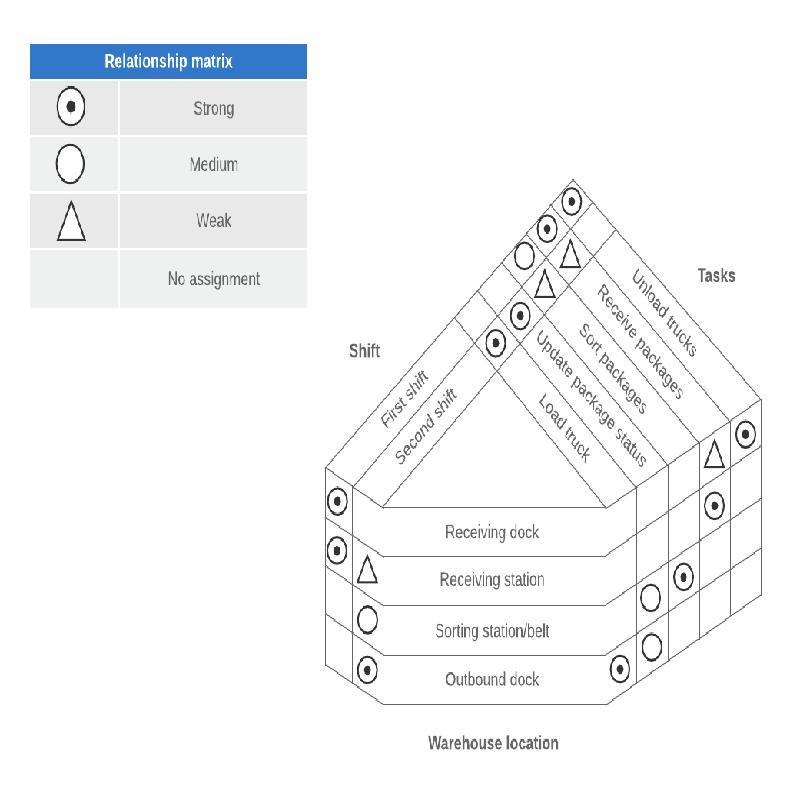 Relationship matrix
Strong
Medium
Weak
No assignment
Tasks
Shift
Unload trucks
Receive packages
Sort packages
Update package status
Load truck
First shift
Second shift
Receiving dock
Receiving station
Sorting station/belt
Outbound dock
Warehouse location